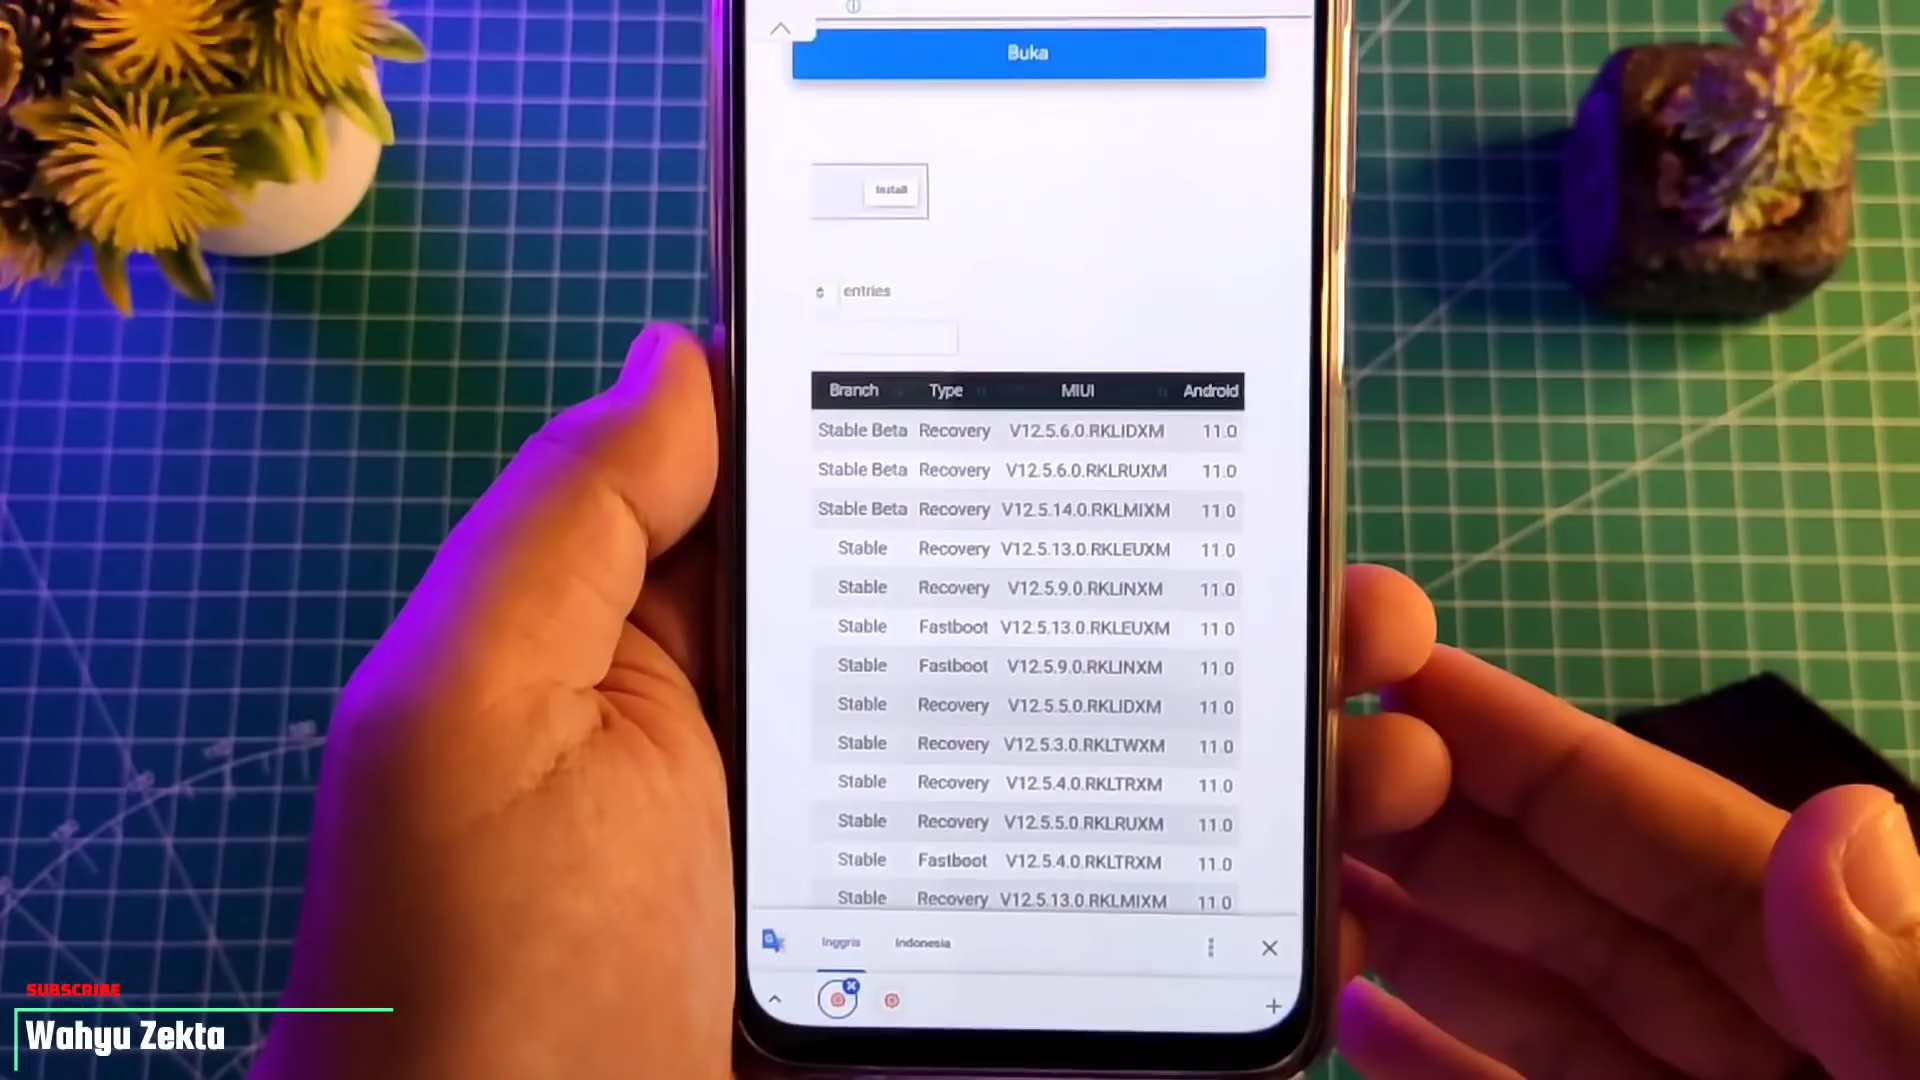 Buka
Install
entries
Branch Type MIUI Android
Stable Beta Recovery V12.5.6.0.RKLIDXM 11.0
Stable Beta Recovery V12.5.6.0.RKLRUXM 11.0
Stable Beta Recovery V12.5.14.0.RKLMIXM 11.0
Stable Recovery V12.5.13.0.RKLEUXM 11.0
Stable Recovery V12.5.9.0.RKLINXM 11.0
Stable Fastboot V12.5.13.0.RKLEUXM 11.0
Stable Fastboot V12.5.9.0.RKLINXM 11.0
Stable Recovery V12.5.5.0.RKLIDXM 11.0
Stable Recovery V12.5.3.0.RKLTWXM 11.0
Stable Recovery V12.5.4.0.RKLTRXM 11.0
Stable Recovery V12.5.5.0.RKLRUXM 11.0
Stable Fastboot V12.5.4.0.RKLTRXM 11.0
Stable Recovery V12.5.13.0.RKLMIXM 11.0
Inggris Indonesia
SUBSCRIBE
Wahyu Zekta